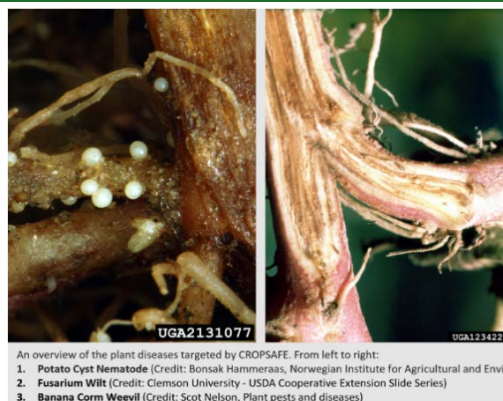 UGA2131077
UGA123422
An overview of the plant diseases targeted by CROPSAFE. From left to right:
1. Potato Cyst Nematode (Credit: Bonsak Hammeraas, Norwegian Institute for Agricultural and Envi
2. Fusarium Wilt (Credit: Clemson University - USDA Cooperative Extension Slide Series)
3. Banana Corm Weevil (Credit: Scot Nelson, Plant pests and diseases)